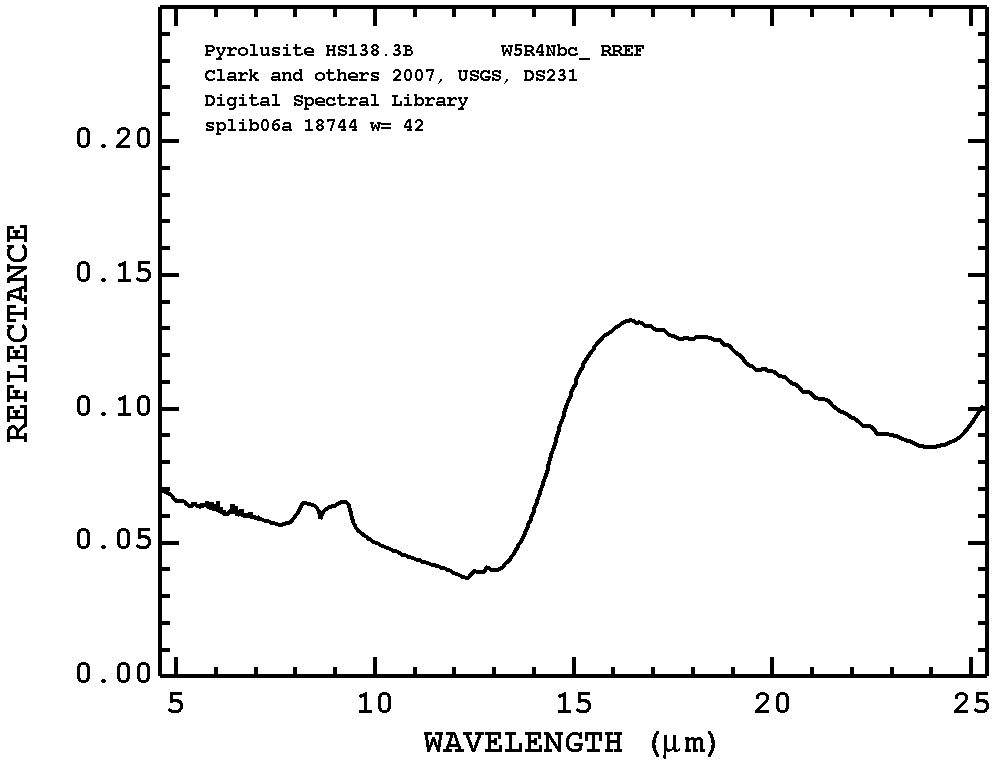 Pyrolusite HS138.3B W5R4Nbc_ RREF
Clark and others 2007, USGS, DS231
Digital Spectral Library
splib06a 18744 w= 42
REFLECTANCE
0.20
0.15
0.10
0.05
0.00
5 10 15 20 25
WAVELENGTH (μm)